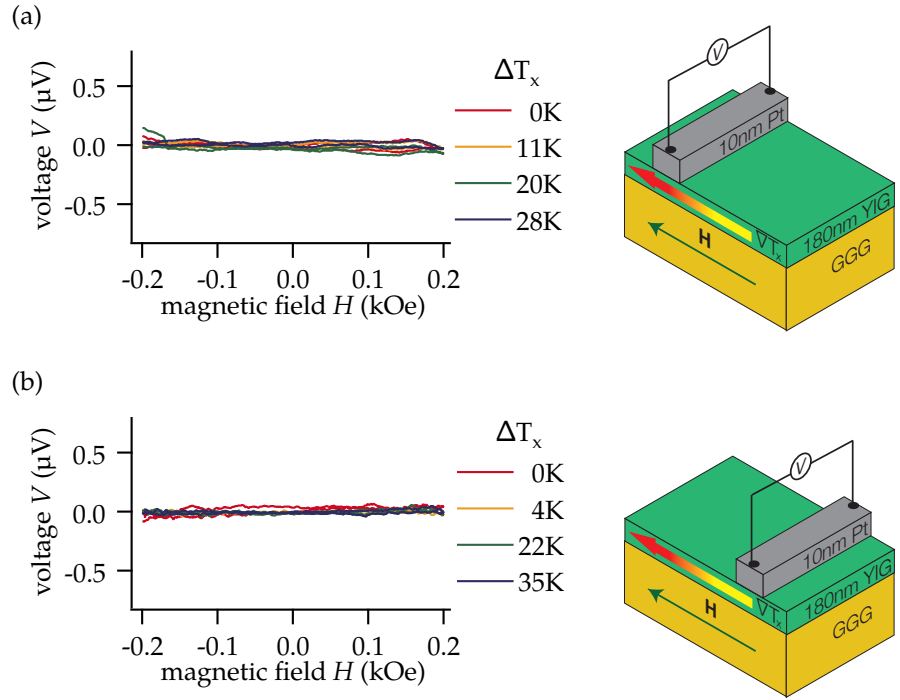 (a)
voltage V (µV)
0.5
0.0
-0.5
-0.2 -0.1 0.0 0.1 0.2
magnetic field H (kOe)
ΔTx
0K
11K
20K
28K
V
10nm Pt
180nm YIG
GGG
∇Tx
H
(b)
voltage V (µV)
0.5
0.0
-0.5
-0.2 -0.1 0.0 0.1 0.2
magnetic field H (kOe)
ΔTx
0K
4K
22K
35K
V
10nm Pt
180nm YIG
GGG
∇Tx
H